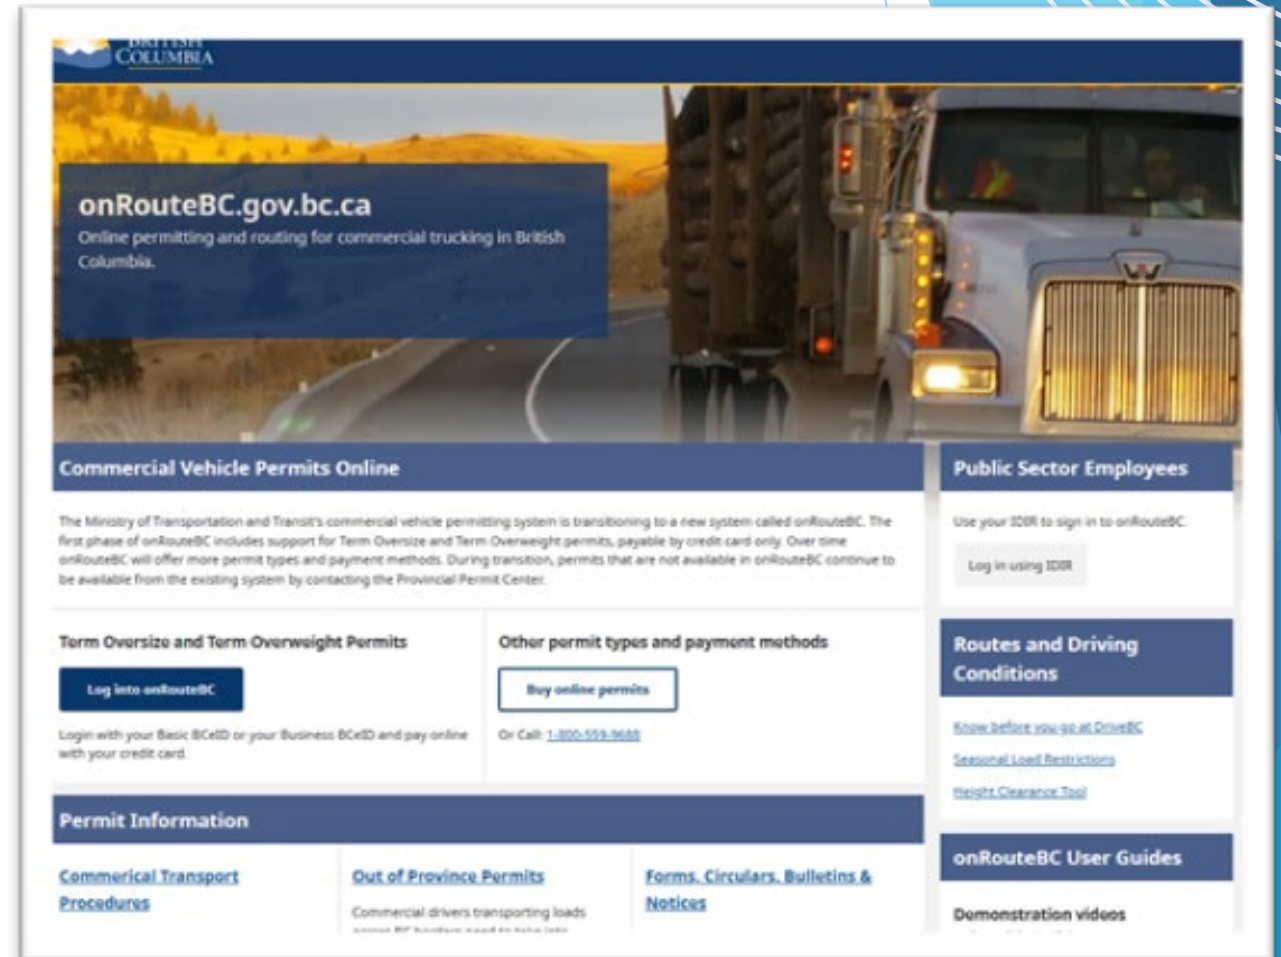 BRITISH
COLUMBIA
onRouteBC.gov.bc.ca
Online permitting and routing for commercial trucking in British
Columbia.
Commercial Vehicle Permits Online
The Ministry of Transportation and Transit's commercial vehicle permitting system is transitioning to a new system called onRouteBC. The
first phase of onRouteBC includes support for Term Oversize and Term Overweight permits, payable by credit card only. Over time
onRouteBC will offer more permit types and payment methods. During transition, permits that are not available in onRouteBC continue to
be available from the existing system by contacting the Provincial Permit Center.
Term Oversize and Term Overweight Permits
Log into onRouteBC
Login with your Basic BCeID or your Business BCeID and pay online
with your credit card.
Other permit types and payment methods
Buy online permits
Or Call: 1-800-559-9688
Public Sector Employees
Use your IDIR to sign in to onRouteBC.
Log in using IDIR
Routes and Driving
Conditions
Know before you go at DriveBC
Seasonal Load Restrictions
Height Clearance Tool
Permit Information
Commerical Transport
Procedures
Out of Province Permits
Commercial drivers transporting loads
across BC borders need to take into
Forms, Circulars, Bulletins &
Notices
onRouteBC User Guides
Demonstration videos